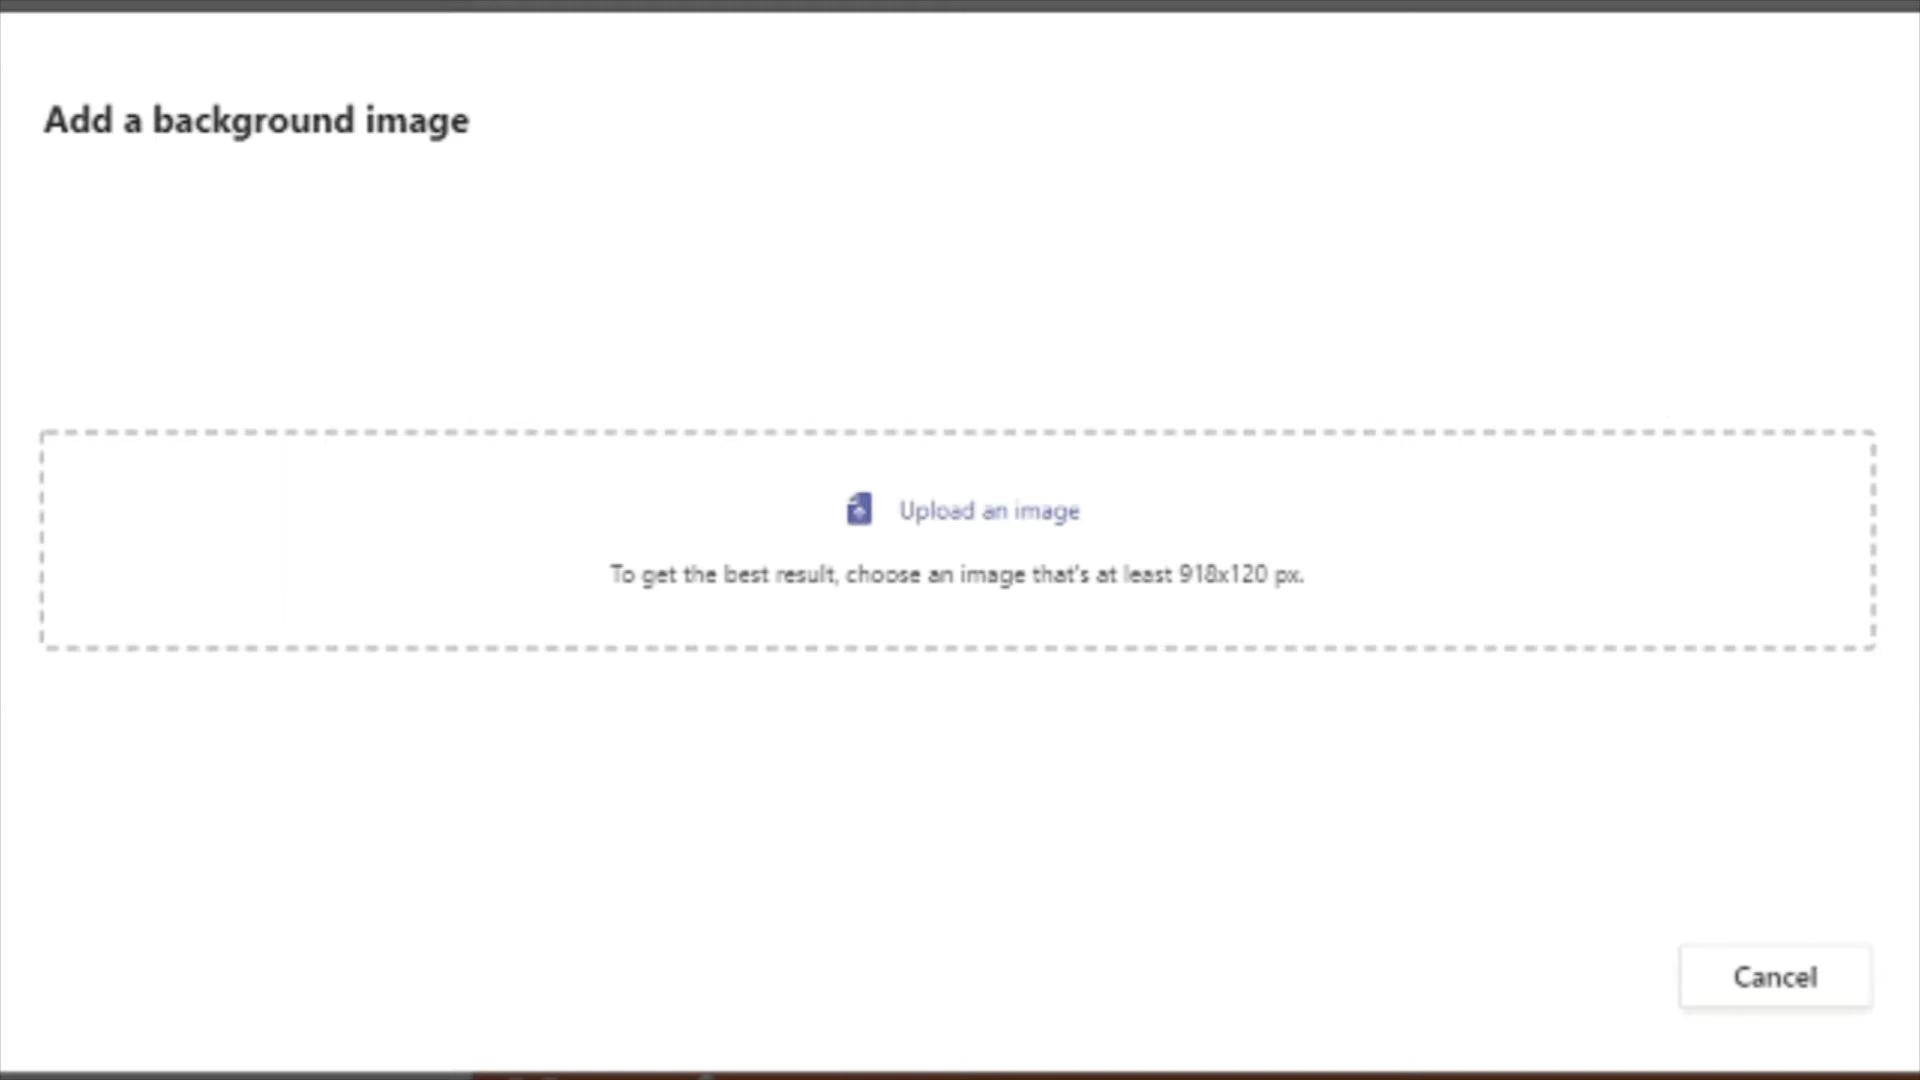 Add a background image
Upload an image
To get the best result, choose an image that's at least 918x120 px.
Cancel